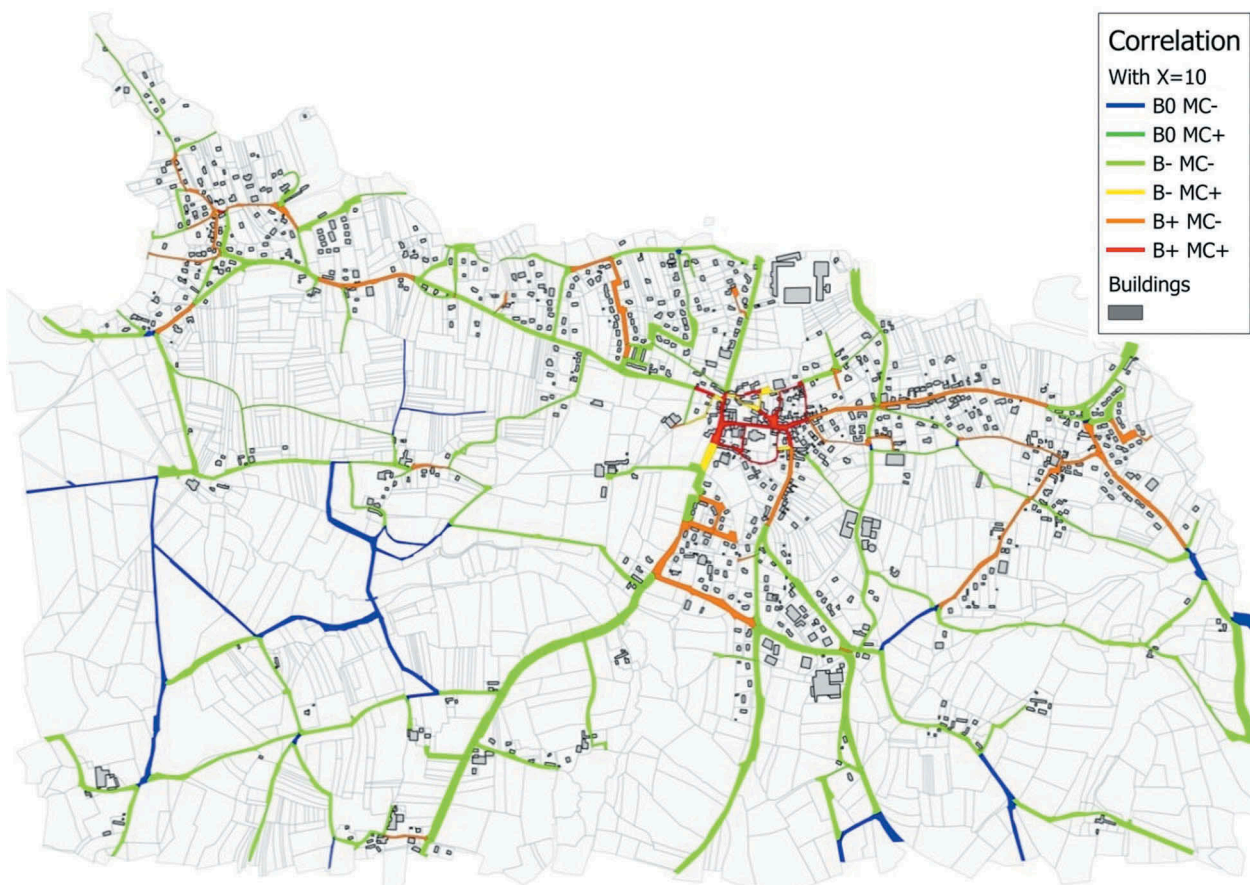 Correlation
With X=10
B0 MC-
B0 MC+
B- MC-
B- MC+
B+ MC-
B+ MC+
Buildings